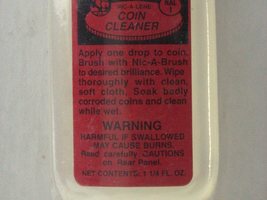 NIC-A-LENE
COIN
CLEANER
Apply one drop to coin.
Brush with Nic-A-Brush
to desired brilliance. Wipe
thoroughly with clean,
soft cloth. Soak badly
corroded coins and clean
while wet.
WARNING
HARMFUL IF SWALLOWED
MAY CAUSE BURNS.
Read carefully CAUTIONS
on Rear Panel.
NET CONTENTS: 1 1/4 FL. OZ.